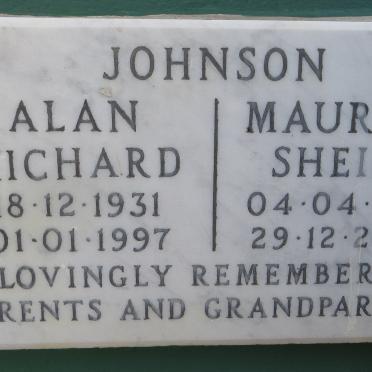 JOHNSON
ALAN MAUR
RICHARD SHEI
18·12·1931 04·04·
01·01·1997 29·12·2
LOVINGLY REMEMBER
RENTS AND GRANDPAR